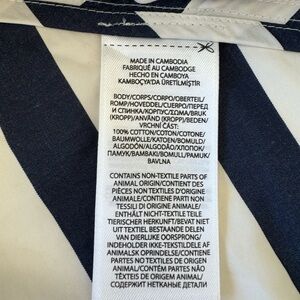 MADE IN CAMBODIA
FABRIQUÉ AU CAMBODGE
HECHO EN CAMBOYA
KAMBOÇYA'DA ÜRETİLMİŞTİR
BODY/CORPS/CORPO/OBERTEIL/
ROMP/HOVEDDEL/CUERPO/ПЕРЕД
И СПИНКА/KORPUS/ΣΩΜΑ/BRUK
(KROPP)/ANVÄND (KROPP)/BEDEN/
VRCHNÍ ČÁST:
100% COTTON/COTON/COTONE/
BAUMWOLLE/KATOEN/BOMULD/
ALGODÓN/ALGODÃO/ХЛОПОК/
ПАМУК/ΒΑΜΒΑΚΙ/BOMULL/PAMUK/
BAVLNA
CONTAINS NON-TEXTILE PARTS OF
ANIMAL ORIGIN/CONTIENT DES
PIÈCES NON TEXTILES D'ORIGINE
ANIMALE/CONTIENE PARTI NON
TESSILI DI ORIGINE ANIMALE/
ENTHÄLT NICHT-TEXTILE TEILE
TIERISCHER HERKUNFT/BEVAT NIET
UIT TEXTIEL BESTAANDE DELEN
VAN DIERLIJKE OORSPRONG/
INDEHOLDER IKKE-TEKSTILDELE AF
ANIMALSK OPRINDELSE/CONTIENE
PARTES NO TEXTILES DE ORIGEN
ANIMAL/CONTÉM PARTES NÃO
TÊXTEIS DE ORIGEM ANIMAL/
СОДЕРЖИТ НЕТКАНЫЕ ДЕТАЛИ